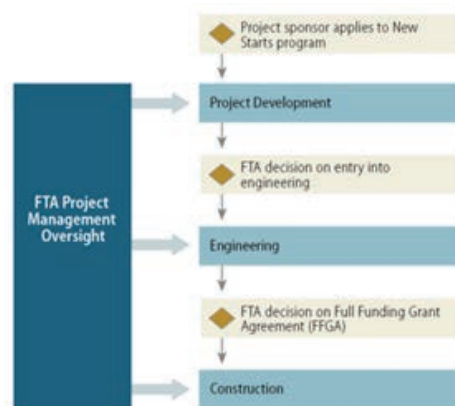 Project sponsor applies to New
Starts program
Project Development
FTA decision on entry into
engineering
FTA Project
Management
Oversight
Engineering
FTA decision on Full Funding Grant
Agreement (FFGA)
Construction